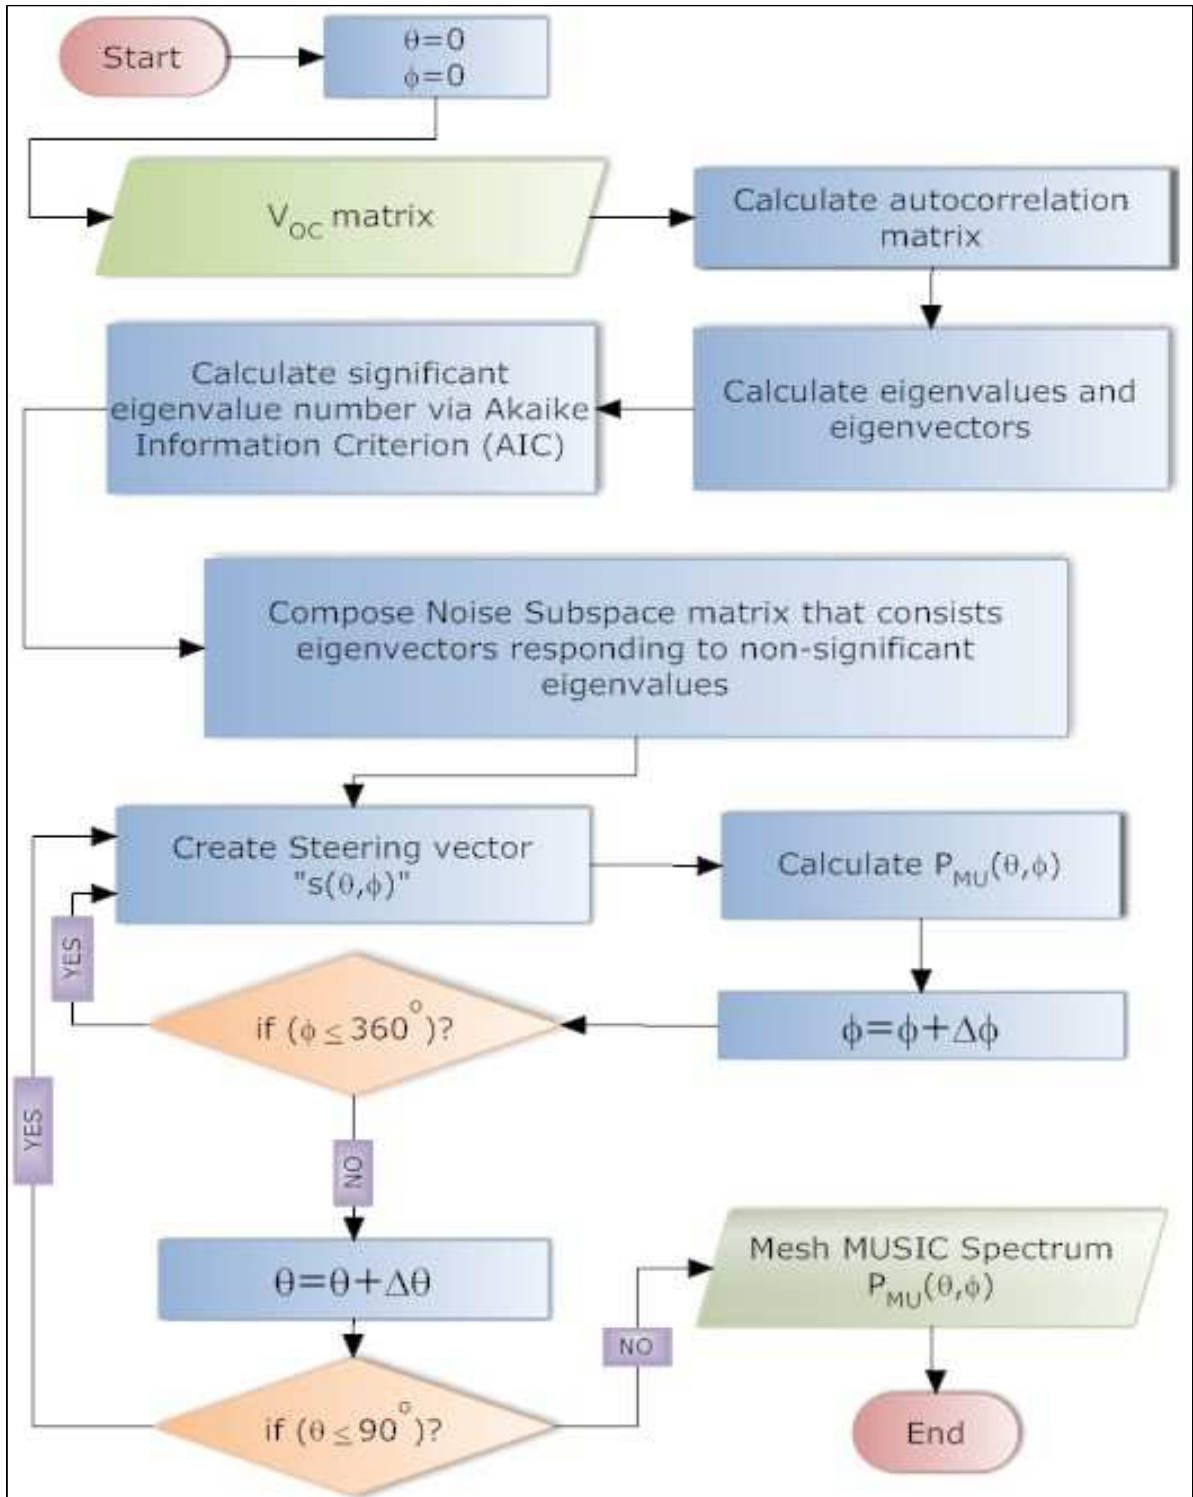 Start
θ=0
ϕ=0
V_OC matrix
Calculate autocorrelation
matrix
Calculate significant
eigenvalue number via Akaike
Information Criterion (AIC)
Calculate eigenvalues and
eigenvectors
Compose Noise Subspace matrix that consists
eigenvectors responding to non-significant
eigenvalues
Create Steering vector
"s(θ,ϕ)"
Calculate P_MU(θ,ϕ)
YES
if (ϕ ≤ 360°)?
ϕ=ϕ+Δϕ
YES
NO
θ=θ+Δθ
Mesh MUSIC Spectrum
P_MU(θ,ϕ)
NO
if (θ ≤ 90°)?
End